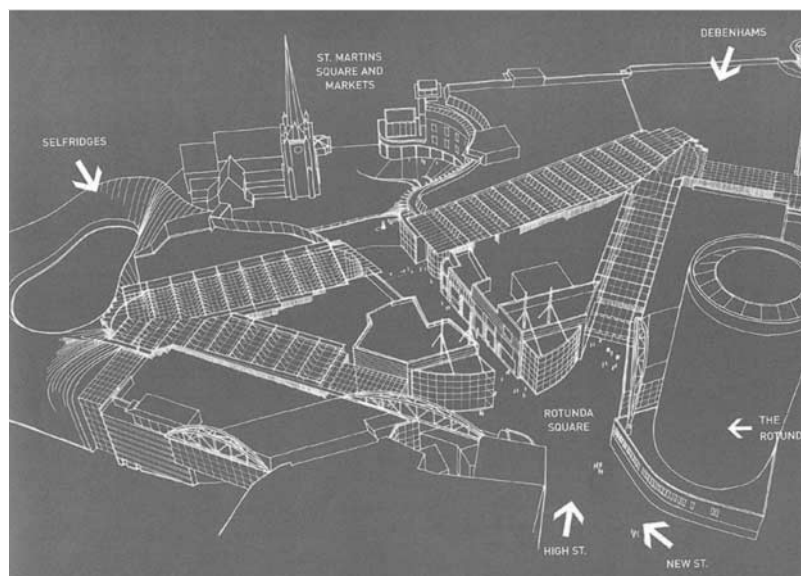 DEBENHAMS
ST. MARTINS
SQUARE AND
MARKETS
SELFRIDGES
ROTUNDA
SQUARE
THE
ROTUND
HIGH ST.
NEW ST.